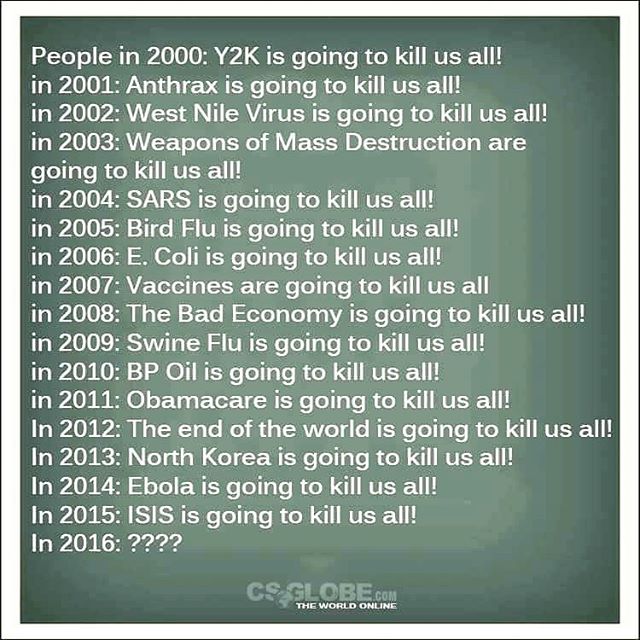 People in 2000: Y2K is going to kill us all!
in 2001: Anthrax is going to kill us all!
in 2002: West Nile Virus is going to kill us all!
in 2003: Weapons of Mass Destruction are
going to kill us all!
in 2004: SARS is going to kill us all!
in 2005: Bird Flu is going to kill us all!
in 2006: E. Coli is going to kill us all!
in 2007: Vaccines are going to kill us all
in 2008: The Bad Economy is going to kill us all!
in 2009: Swine Flu is going to kill us all!
in 2010: BP Oil is going to kill us all!
in 2011: Obamacare is going to kill us all!
In 2012: The end of the world is going to kill us all!
In 2013: North Korea is going to kill us all!
In 2014: Ebola is going to kill us all!
In 2015: ISIS is going to kill us all!
In 2016: ????
CSGLOBE.COM
THE WORLD ONLINE